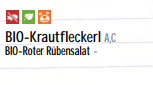 BIO-Krautfleckerl A,C
BIO-Roter Rübensalat -